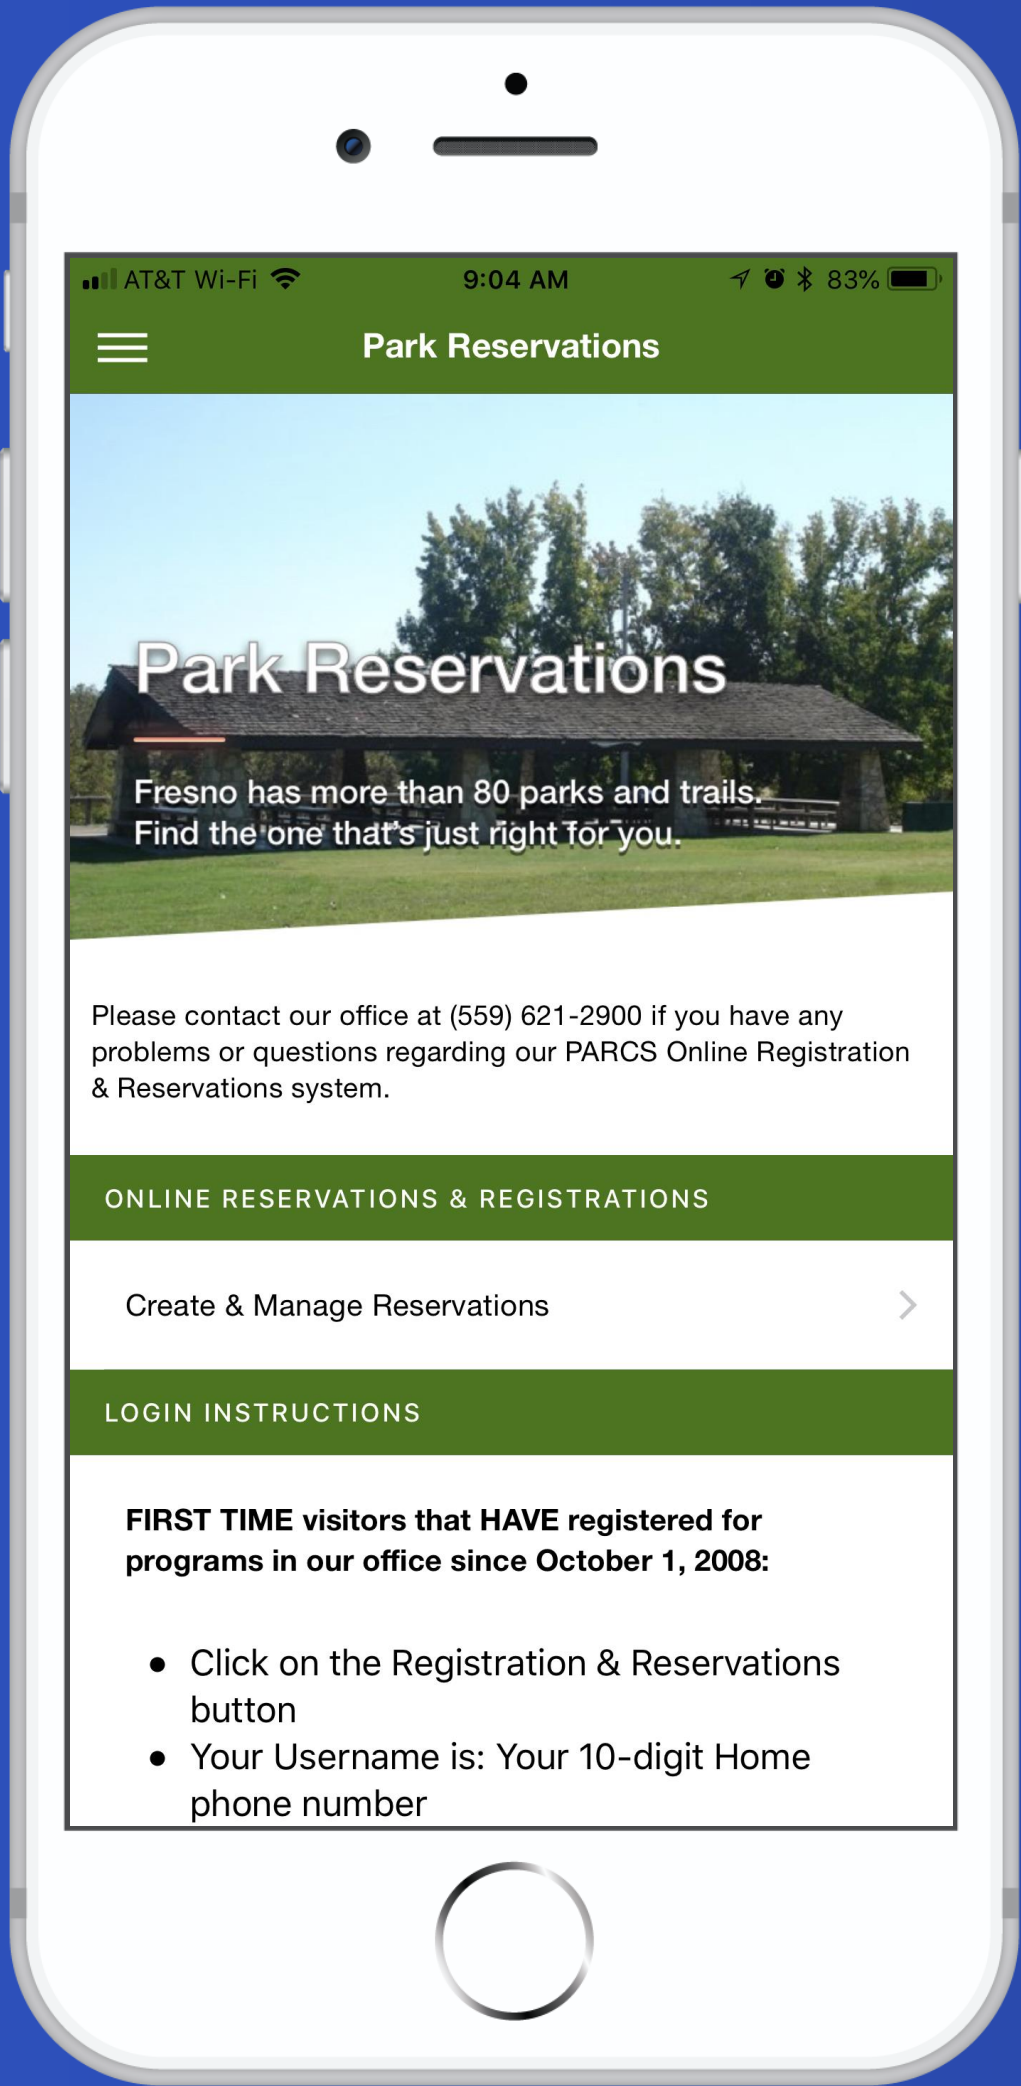 AT&T Wi-Fi 9:04 AM 83%
Park Reservations
Park Reservations
Fresno has more than 80 parks and trails.
Find the one that's just right for you.
Please contact our office at (559) 621-2900 if you have any
problems or questions regarding our PARCS Online Registration
& Reservations system.
ONLINE RESERVATIONS & REGISTRATIONS
Create & Manage Reservations
LOGIN INSTRUCTIONS
FIRST TIME visitors that HAVE registered for
programs in our office since October 1, 2008:
● Click on the Registration & Reservations
button
● Your Username is: Your 10-digit Home
phone number